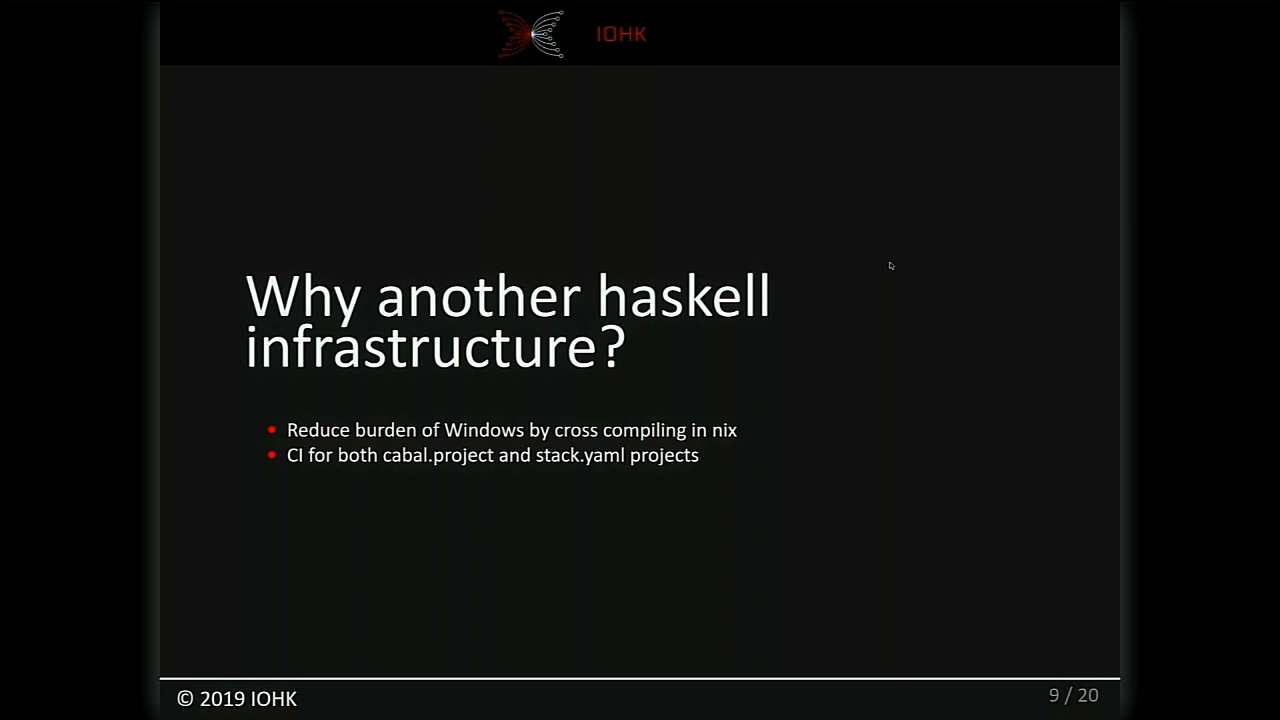 IOHK
Why another haskell
infrastructure?
Reduce burden of Windows by cross compiling in nix
CI for both cabal.project and stack.yaml projects
© 2019 IOHK
9 / 20